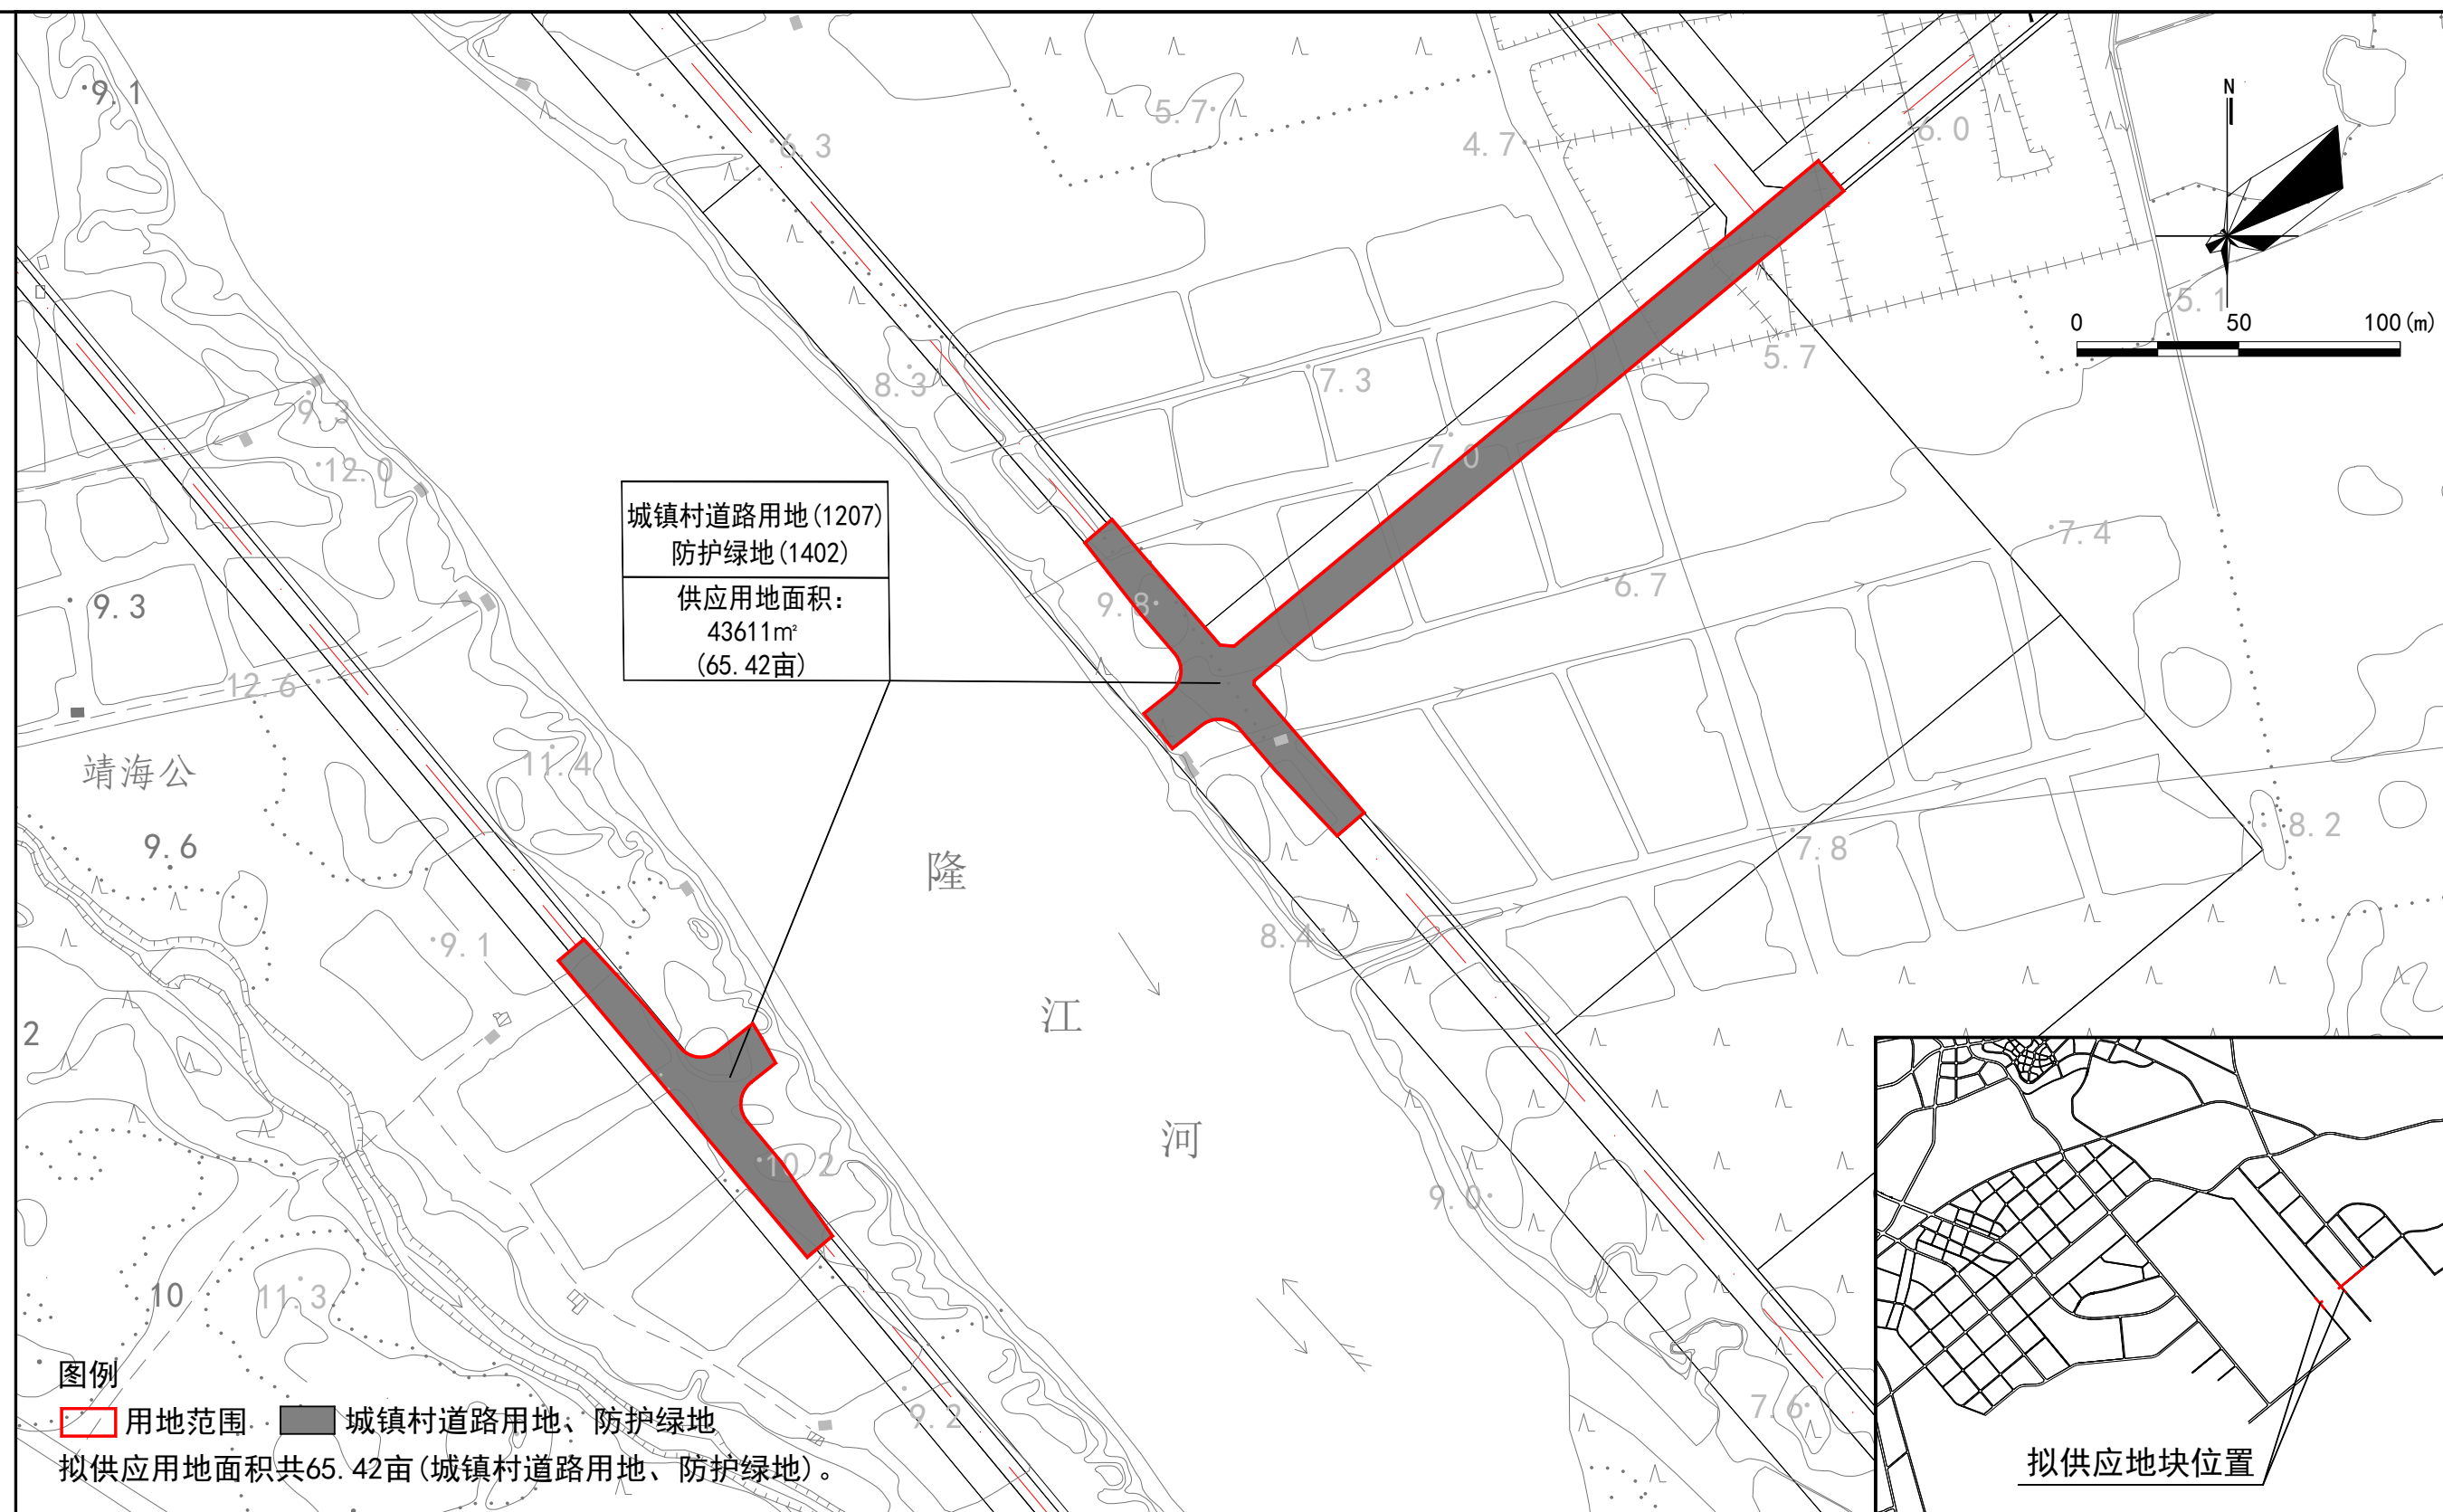 9.1
6.3
5.7
4.7
6.0
N
5.1
0 50 100(m)
5.7
8.3
7.3
9.3
12.0
7.0
城镇村道路用地(1207)
防护绿地(1402)
供应用地面积:
43611㎡
(65.42亩)
7.4
6.7
9.8
9.3
12.6
靖海公
11.4
9.6
隆
江
河
7.8
8.2
9.1
8.4
2
10.2
9.0
10
11.3
9.2
7.6
图例
用地范围 城镇村道路用地、防护绿地
拟供应用地面积共65.42亩(城镇村道路用地、防护绿地)。
拟供应地块位置